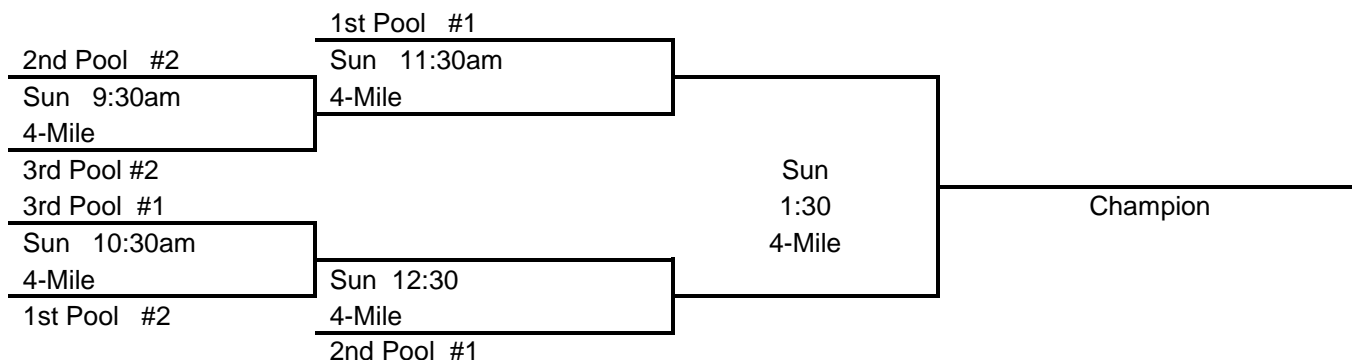 1st Pool #1
2nd Pool #2
Sun 11:30am
Sun 9:30am
4-Mile
4-Mile
3rd Pool #2
Sun
3rd Pool #1
1:30
Champion
Sun 10:30am
4-Mile
4-Mile
Sun 12:30
1st Pool #2
4-Mile
2nd Pool #1